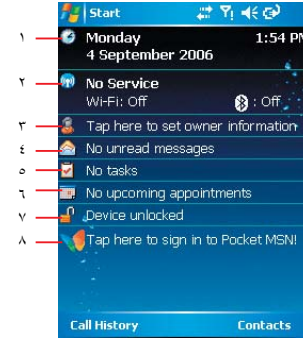 Start
١ Monday 1:54 PM
4 September 2006
٢ No Service
Wi-Fi: Off : Off
٣ Tap here to set owner information
٤ No unread messages
٥ No tasks
٦ No upcoming appointments
٧ Device unlocked
٨ Tap here to sign in to Pocket MSN!
Call History Contacts